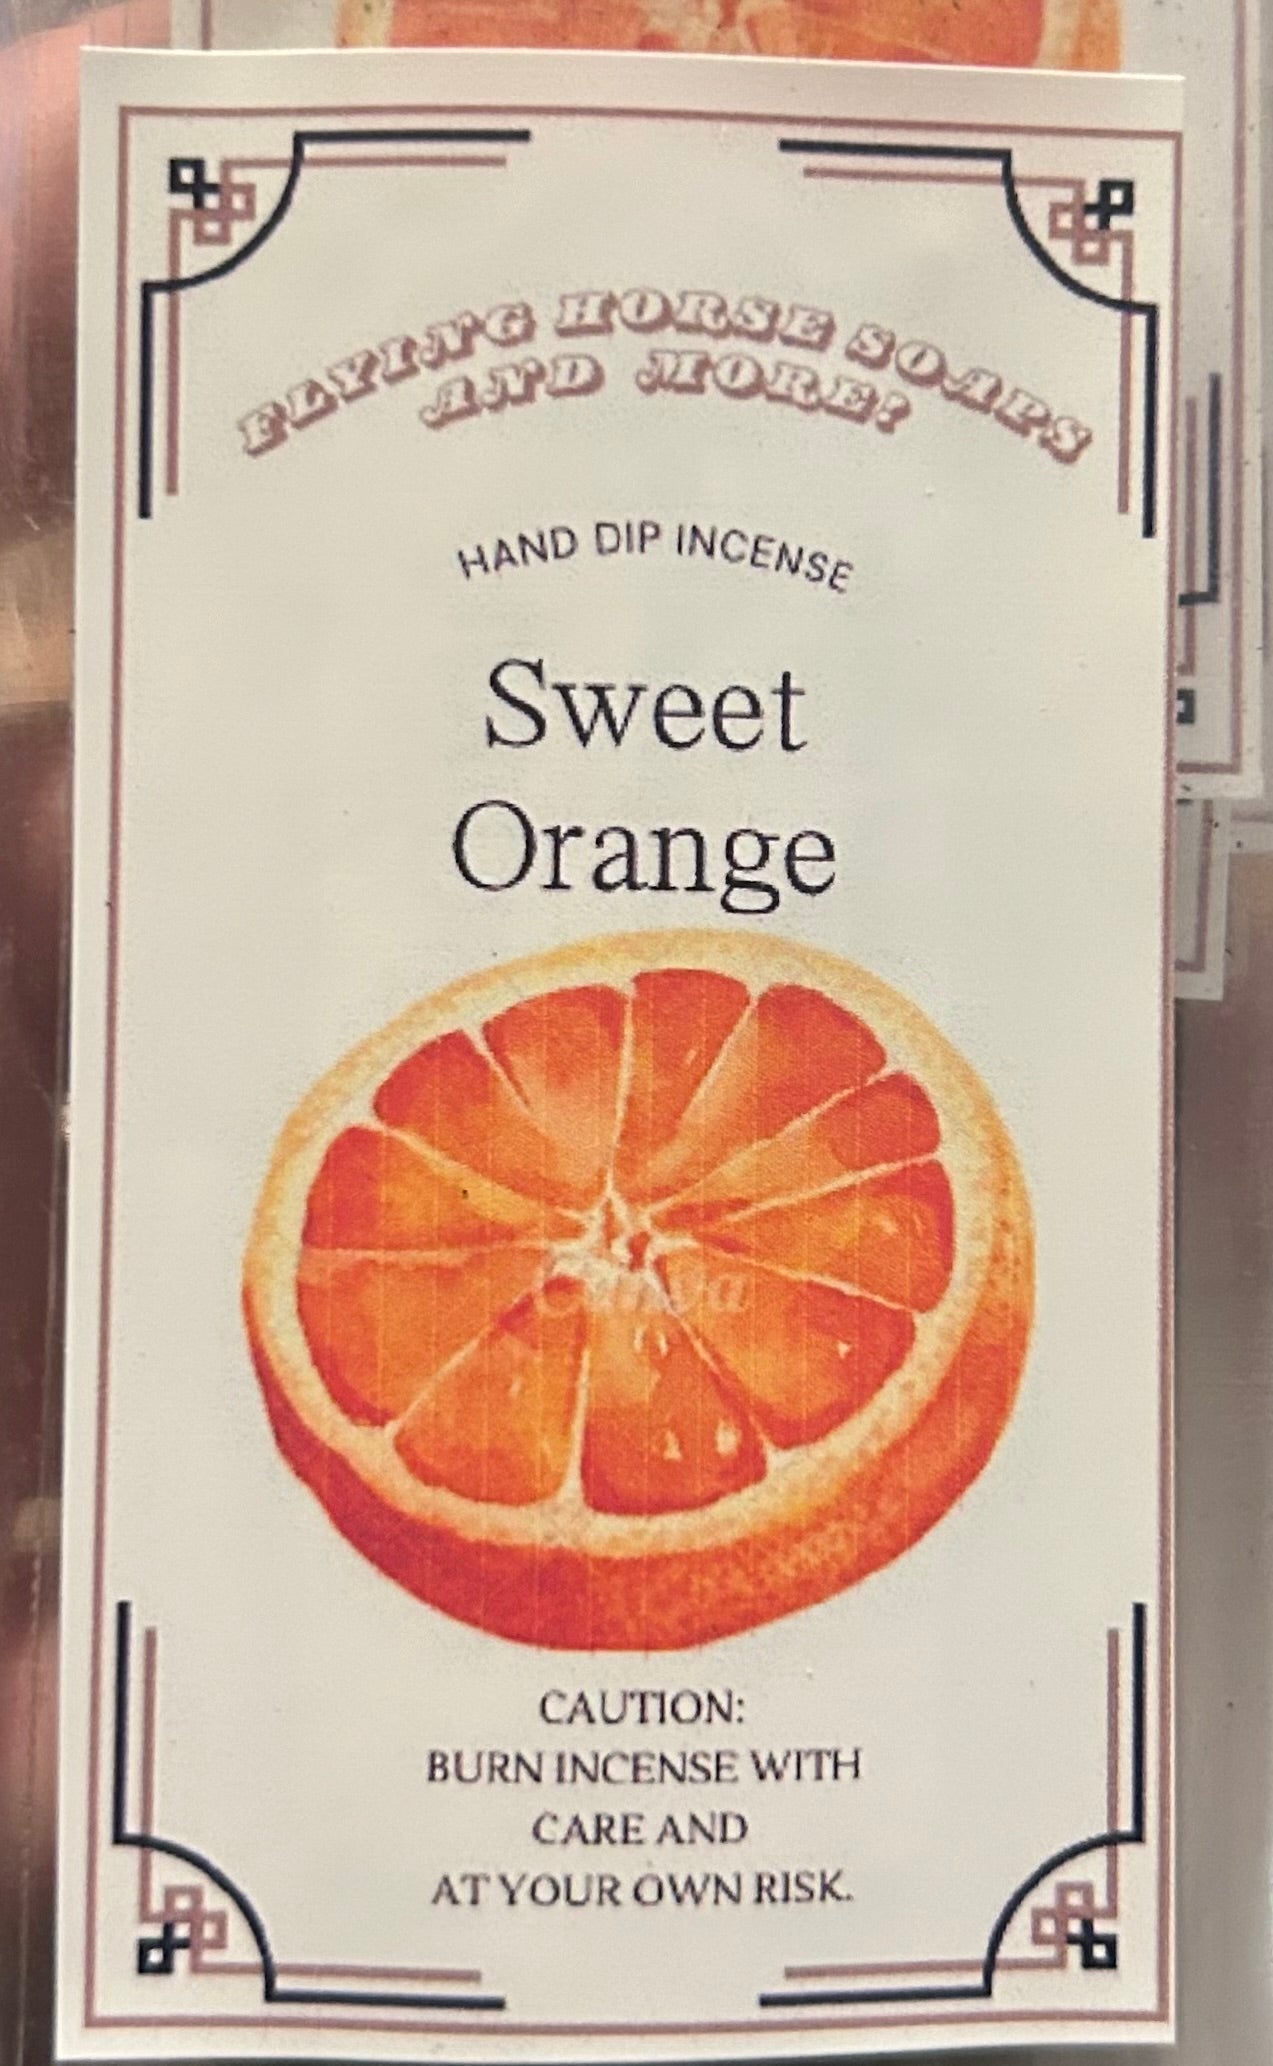 FLYING HORSE SOAPS
AND MORE!
HAND DIP INCENSE
Sweet
Orange
Canva
CAUTION:
BURN INCENSE WITH
CARE AND
AT YOUR OWN RISK.